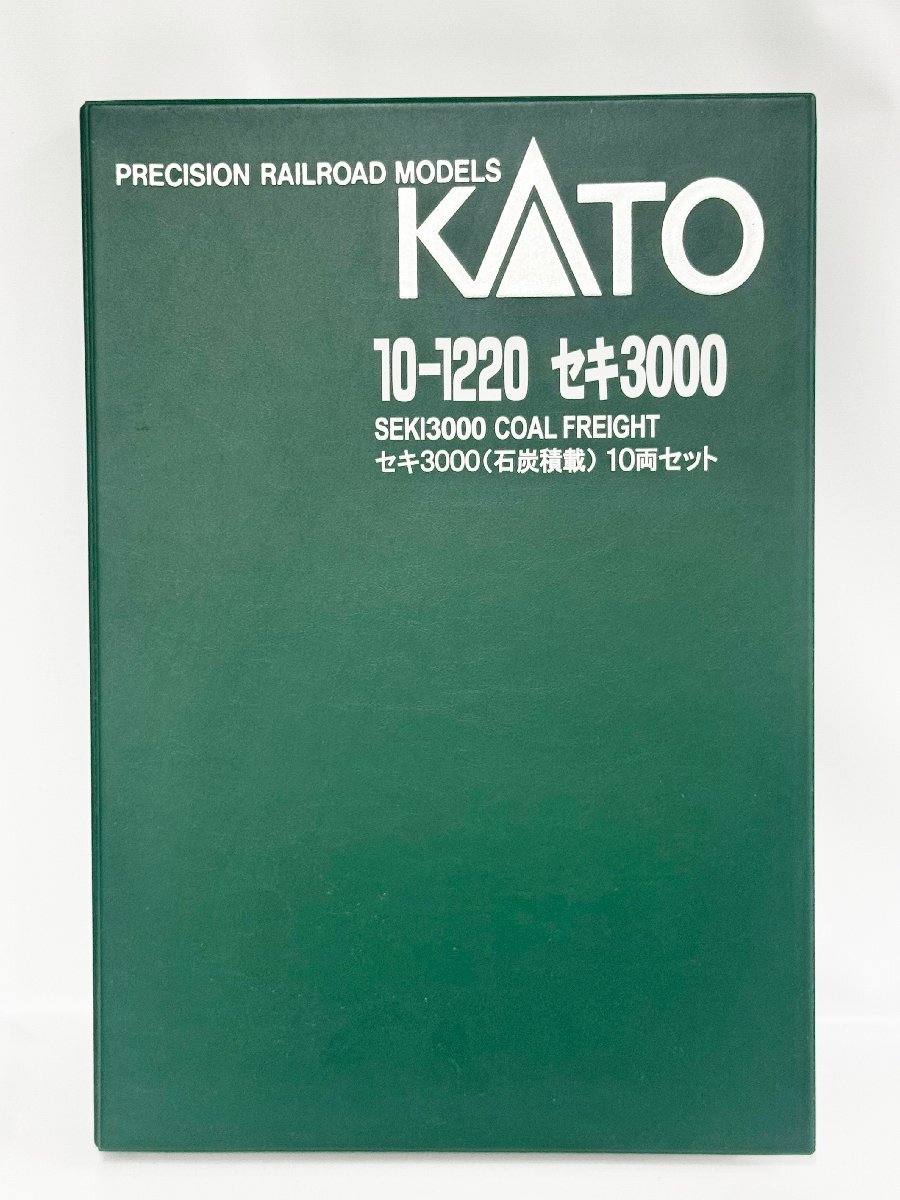 PRECISION RAILROAD MODELS
KATO
10-1220 セキ3000
SEKI3000 COAL FREIGHT
セキ3000(石炭積載) 10両セット